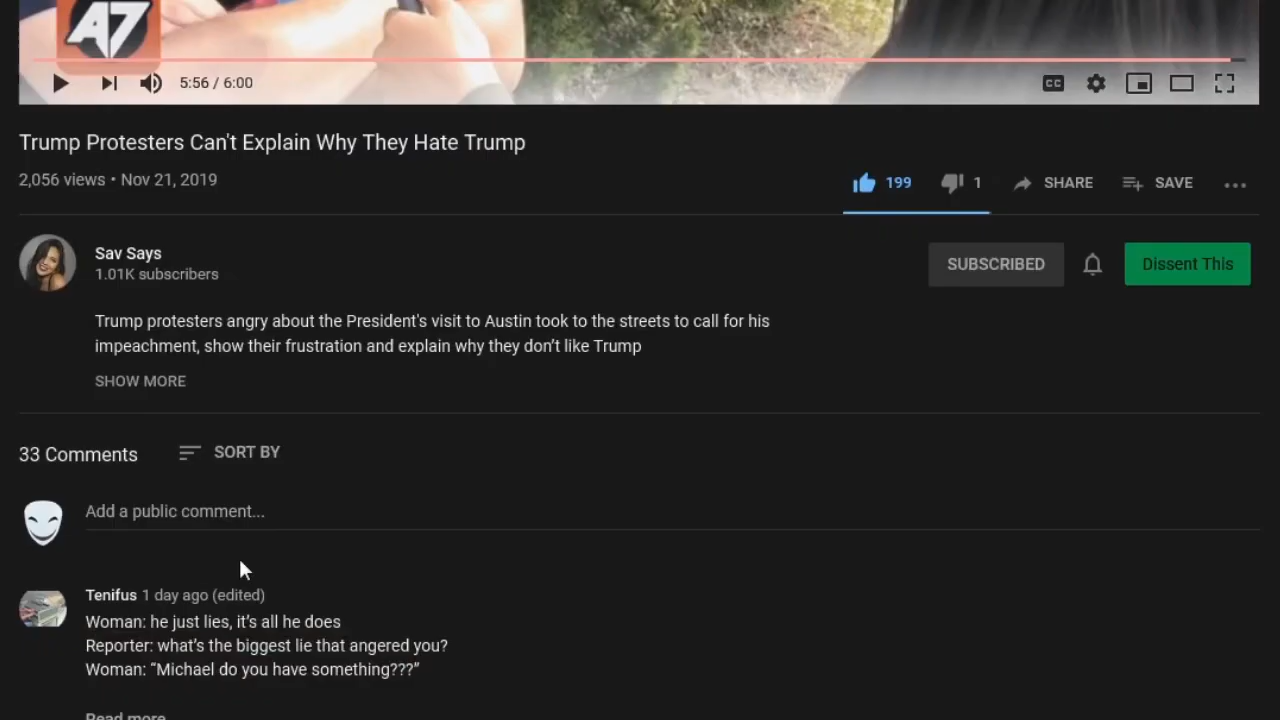 A7
5:56 / 6:00
CC
Trump Protesters Can't Explain Why They Hate Trump
2,056 views • Nov 21, 2019
199
1
SHARE
SAVE
Sav Says
1.01K subscribers
SUBSCRIBED
Dissent This
Trump protesters angry about the President's visit to Austin took to the streets to call for his
impeachment, show their frustration and explain why they don’t like Trump
SHOW MORE
33 Comments
SORT BY
Add a public comment...
Tenifus 1 day ago (edited)
Woman: he just lies, it’s all he does
Reporter: what’s the biggest lie that angered you?
Woman: “Michael do you have something???”
Read more